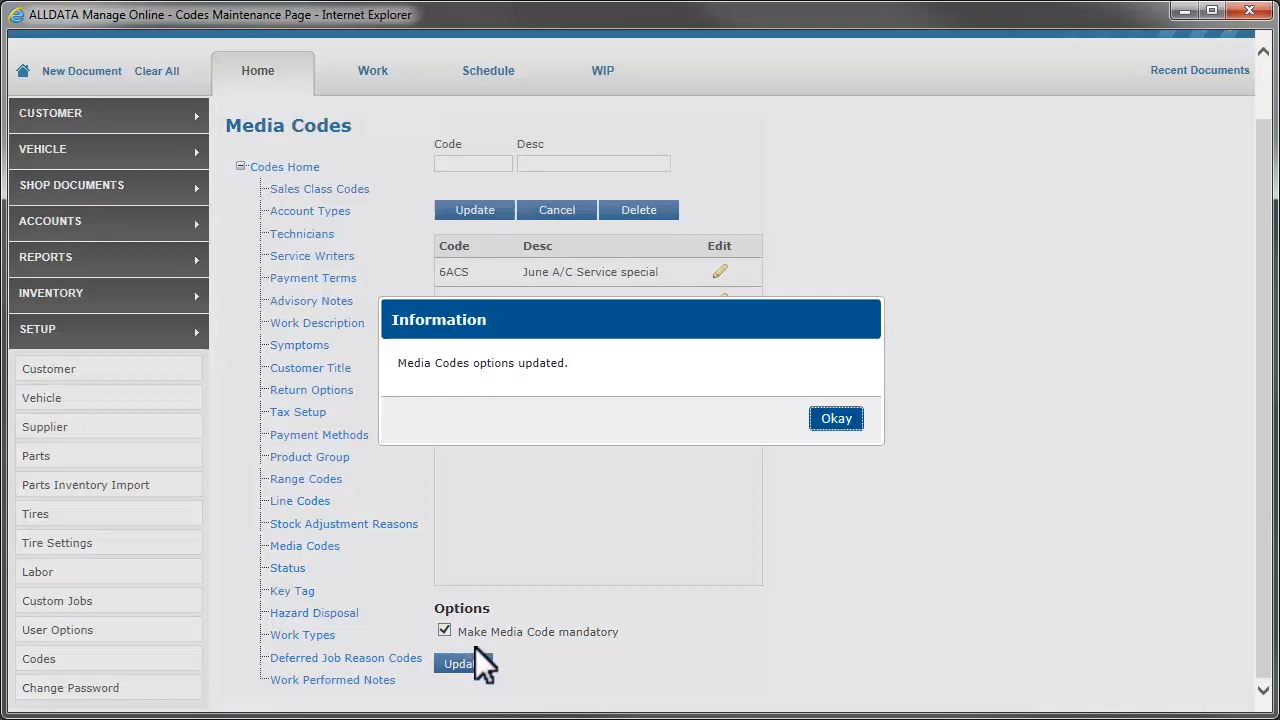 ALLDATA Manage Online - Codes Maintenance Page - Internet Explorer
New Document Clear All Home Work Schedule WIP Recent Documents
CUSTOMER
VEHICLE
SHOP DOCUMENTS
ACCOUNTS
REPORTS
INVENTORY
SETUP
Customer
Vehicle
Supplier
Parts
Parts Inventory Import
Tires
Tire Settings
Labor
Custom Jobs
User Options
Codes
Change Password
Media Codes
Codes Home
Sales Class Codes
Account Types
Technicians
Service Writers
Payment Terms
Advisory Notes
Work Description
Symptoms
Customer Title
Return Options
Tax Setup
Payment Methods
Product Group
Range Codes
Line Codes
Stock Adjustment Reasons
Media Codes
Status
Key Tag
Hazard Disposal
Work Types
Deferred Job Reason Codes
Work Performed Notes
Code Desc
Update Cancel Delete
Code Desc Edit
6ACS June A/C Service special
Information
Media Codes options updated.
Okay
Options
Make Media Code mandatory